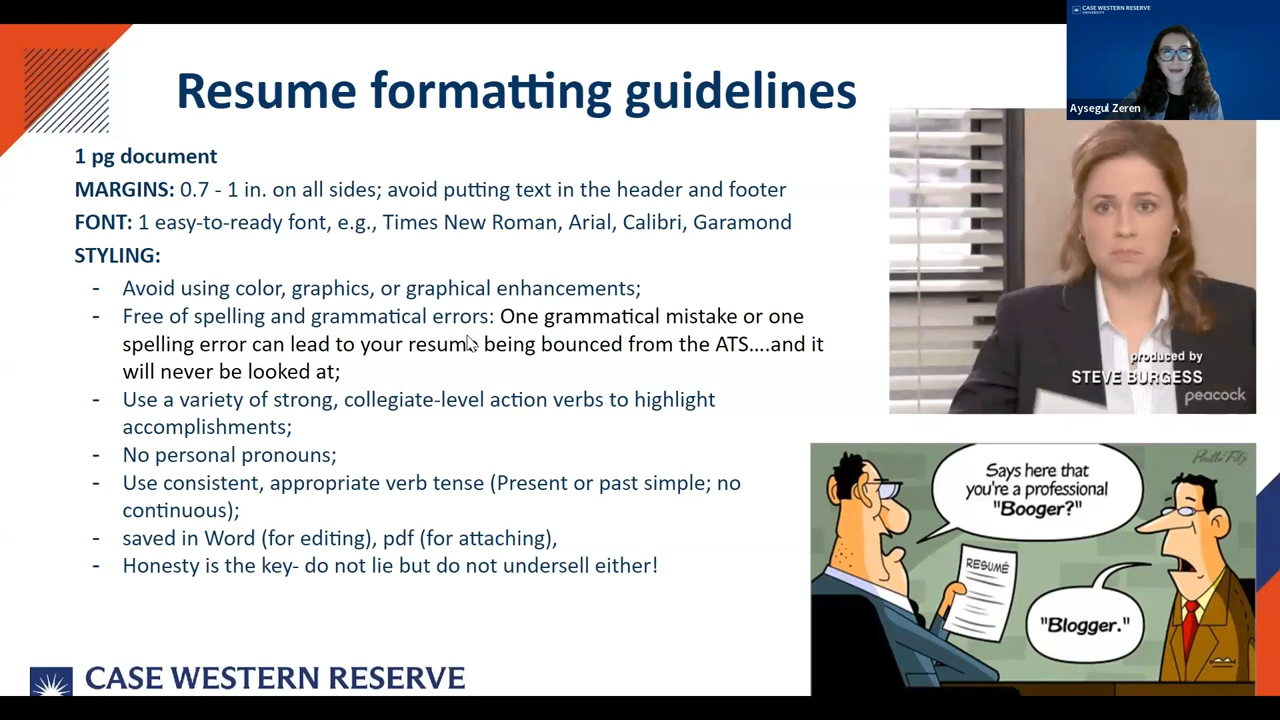 CASE WESTERN RESERVE
UNIVERSITY
Aysegul Zeren
Resume formatting guidelines
1 pg document
MARGINS: 0.7 - 1 in. on all sides; avoid putting text in the header and footer
FONT: 1 easy-to-ready font, e.g., Times New Roman, Arial, Calibri, Garamond
STYLING:
- Avoid using color, graphics, or graphical enhancements;
- Free of spelling and grammatical errors: One grammatical mistake or one
spelling error can lead to your resume being bounced from the ATS....and it
will never be looked at;
- Use a variety of strong, collegiate-level action verbs to highlight
accomplishments;
- No personal pronouns;
- Use consistent, appropriate verb tense (Present or past simple; no
continuous);
- saved in Word (for editing), pdf (for attaching),
- Honesty is the key- do not lie but do not undersell either!
produced by
STEVE BURGESS
peacock
Says here that
you're a professional
"Booger?"
RESUMÉ
"Blogger."
CASE WESTERN RESERVE